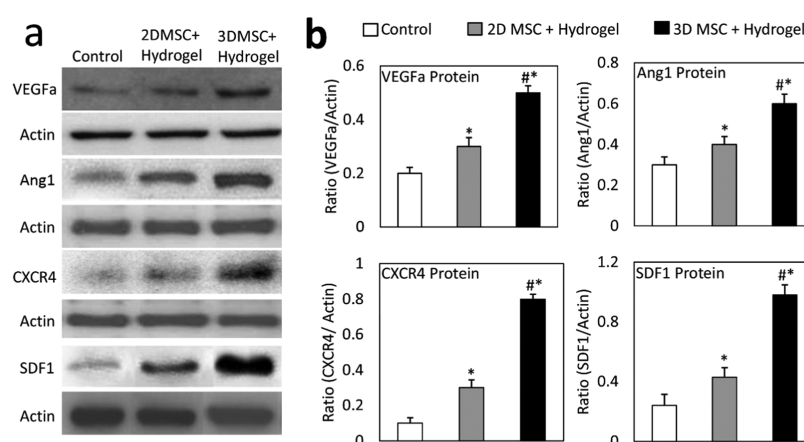 a
Control
2DMSC+
Hydrogel
3DMSC+
Hydrogel
VEGFa
Actin
Ang1
Actin
CXCR4
Actin
SDF1
Actin
b
Control
2D MSC + Hydrogel
3D MSC + Hydrogel
VEGFa Protein
Ratio (VEGFa/Actin)
0.6
0.4
0.2
0
*
#*
Ang1 Protein
Ratio (Ang1/Actin)
0.8
0.6
0.4
0.2
0
*
#*
CXCR4 Protein
Ratio (CXCR4/ Actin)
1
0.8
0.6
0.4
0.2
0
*
#*
SDF1 Protein
Ratio (SDF1/Actin)
1.2
0.8
0.4
0
*
#*